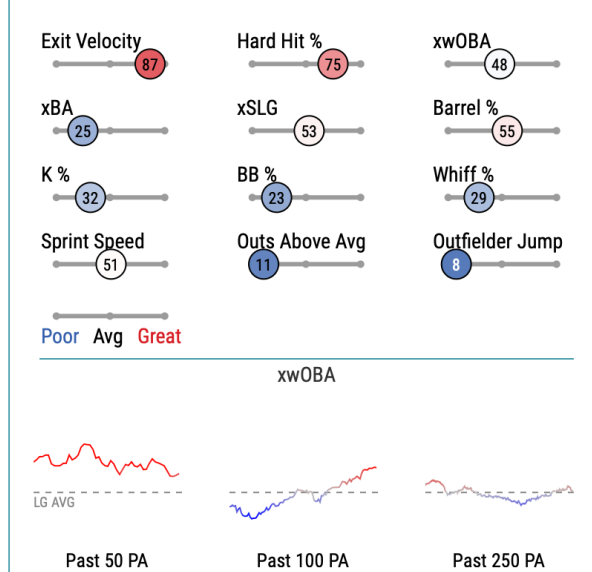 Exit Velocity Hard Hit % xwOBA
87 75 48
xBA xSLG Barrel %
25 53 55
K % BB % Whiff %
32 23 29
Sprint Speed Outs Above Avg Outfielder Jump
51 11 8
Poor Avg Great
xwOBA
LG AVG
Past 50 PA Past 100 PA Past 250 PA